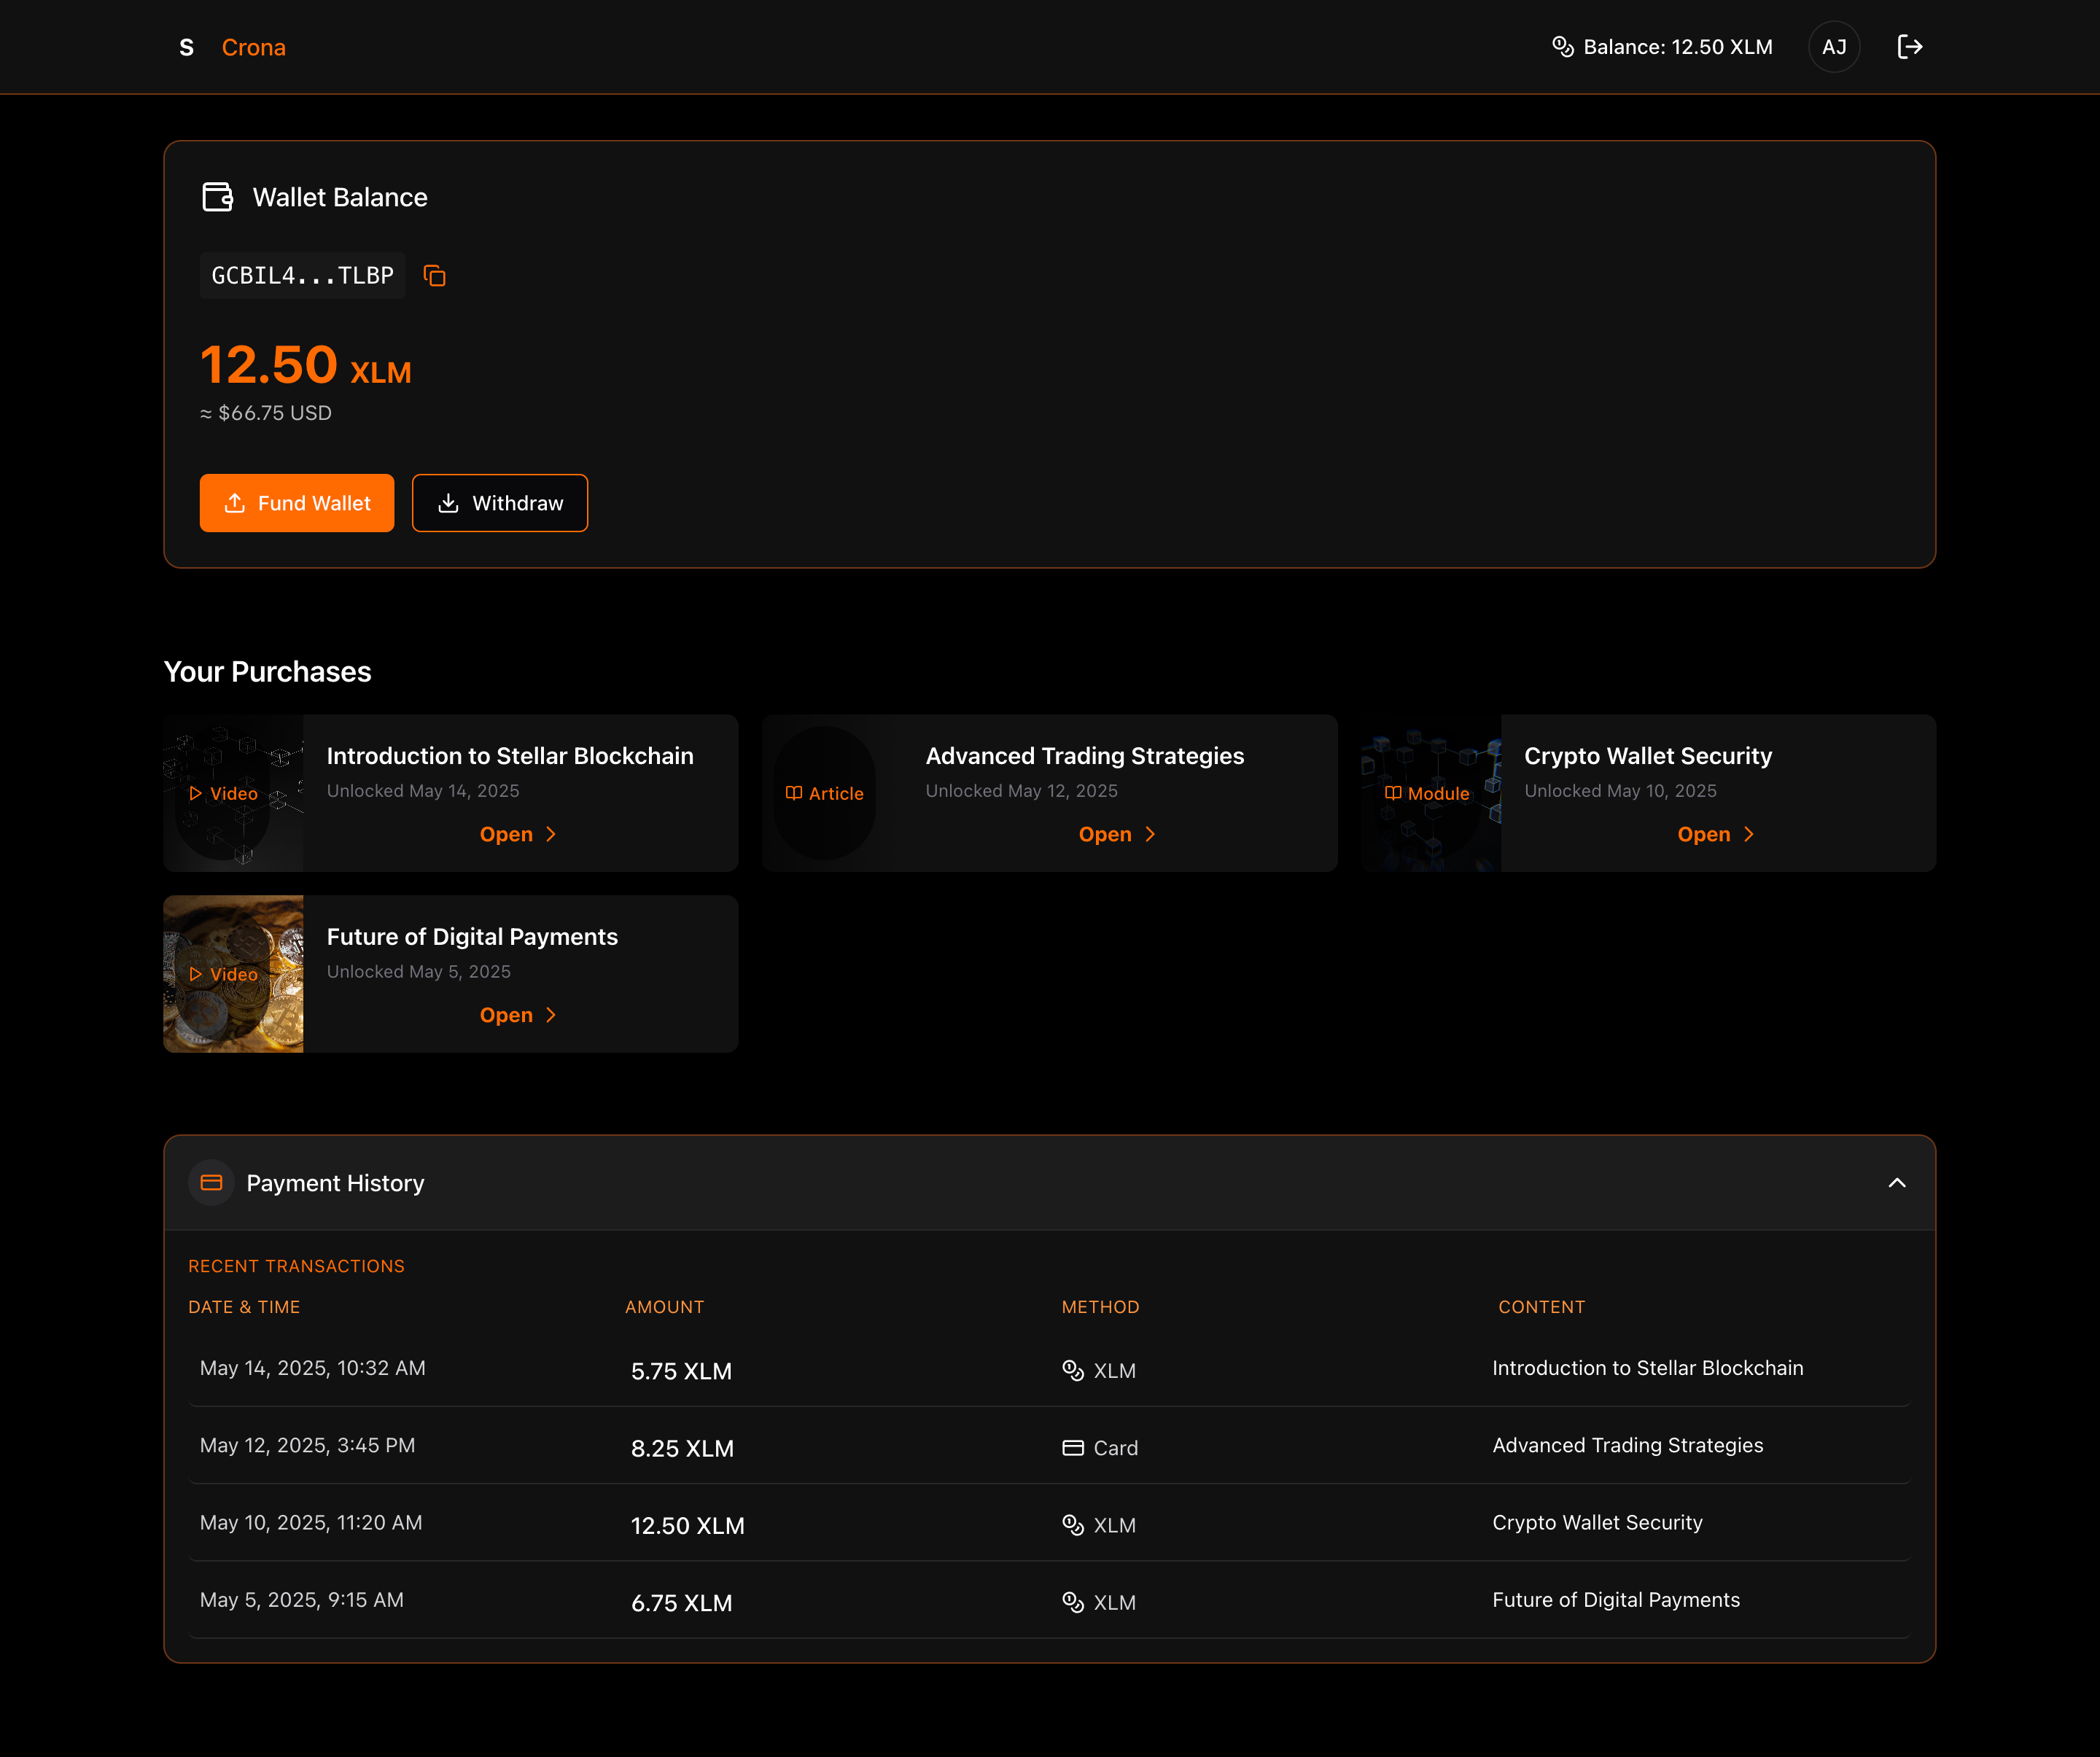 S Crona Balance: 12.50 XLM AJ
Wallet Balance
GCBIL4...TLBP
12.50 XLM
≈ $66.75 USD
Fund Wallet Withdraw
Your Purchases
Video
Introduction to Stellar Blockchain
Unlocked May 14, 2025
Open
Article
Advanced Trading Strategies
Unlocked May 12, 2025
Open
Module
Crypto Wallet Security
Unlocked May 10, 2025
Open
Video
Future of Digital Payments
Unlocked May 5, 2025
Open
Payment History
RECENT TRANSACTIONS
DATE & TIME AMOUNT METHOD CONTENT
May 14, 2025, 10:32 AM 5.75 XLM XLM Introduction to Stellar Blockchain
May 12, 2025, 3:45 PM 8.25 XLM Card Advanced Trading Strategies
May 10, 2025, 11:20 AM 12.50 XLM XLM Crypto Wallet Security
May 5, 2025, 9:15 AM 6.75 XLM XLM Future of Digital Payments